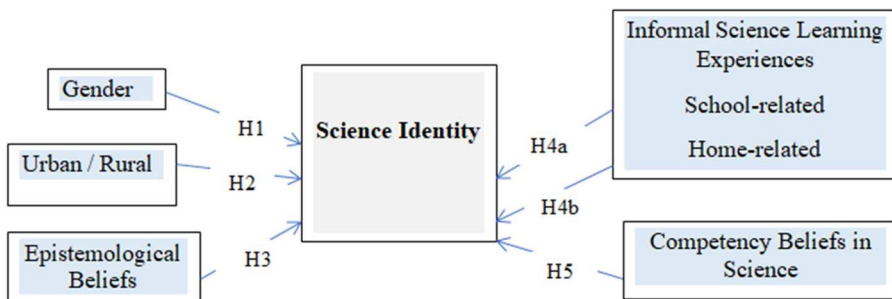 Gender
H1
Urban / Rural
H2
Epistemological
Beliefs
H3
Science Identity
Informal Science Learning
Experiences
School-related
Home-related
H4a
H4b
Competency Beliefs in
Science
H5